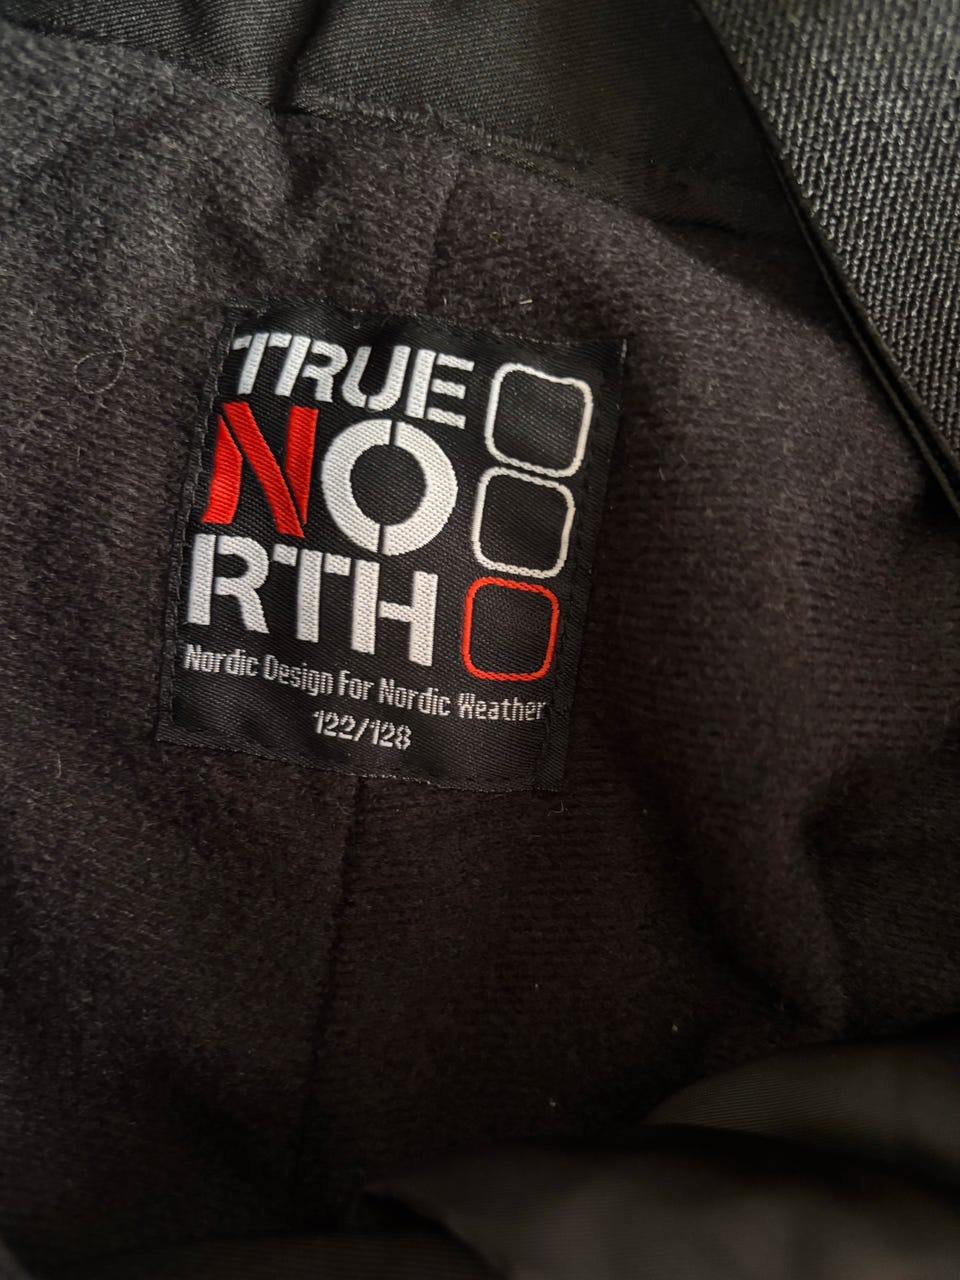 TRUE
NO
RTH
Nordic Design For Nordic Weather
122/128